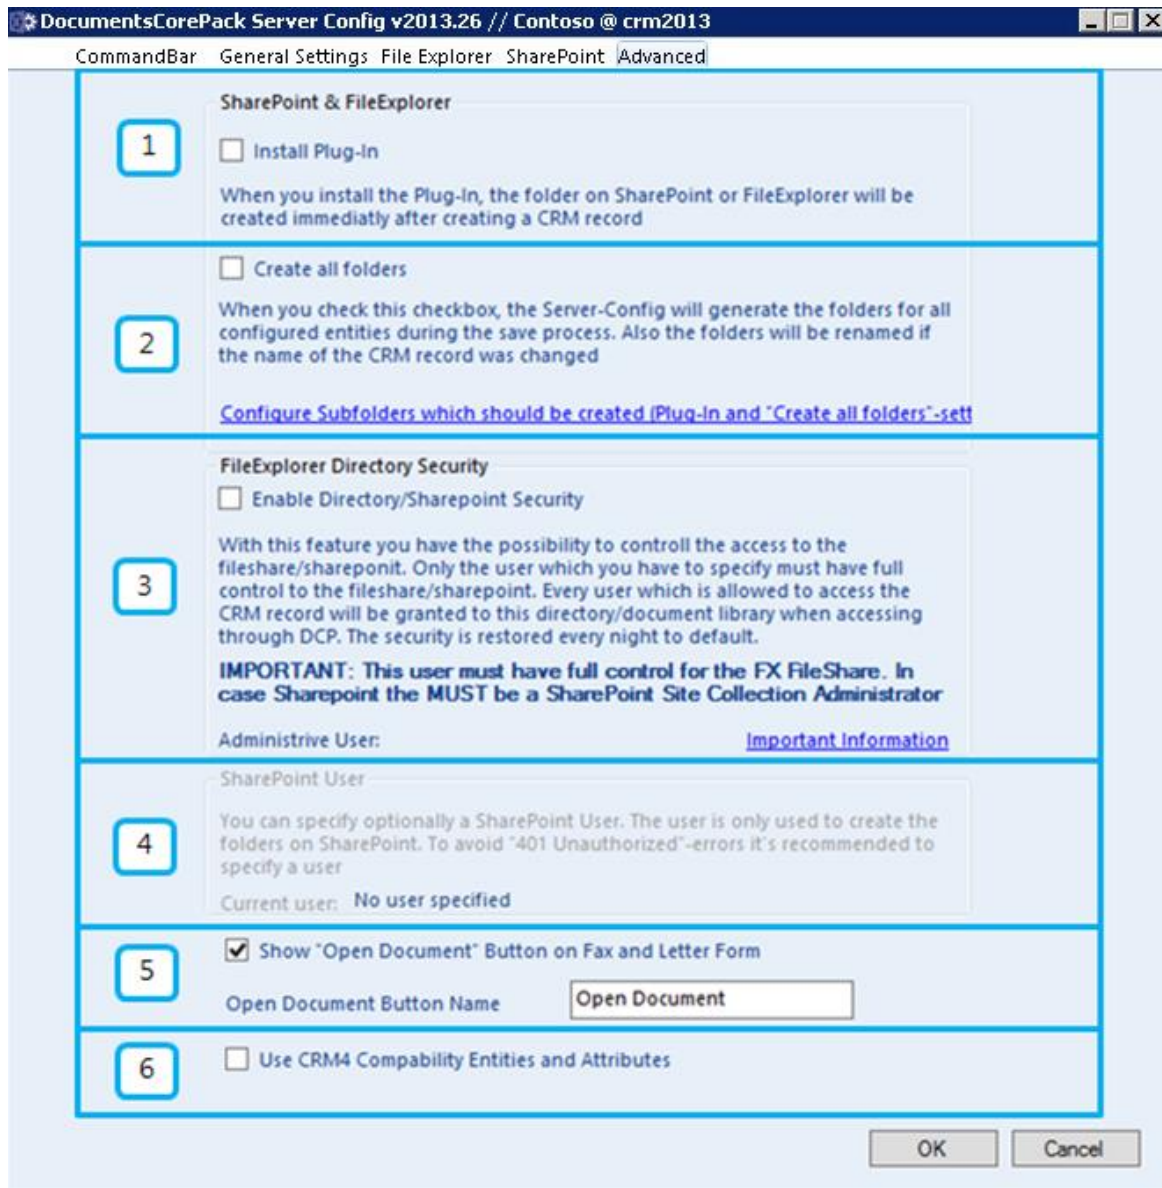 DocumentsCorePack Server Config v2013.26 // Contoso @ crm2013
CommandBar General Settings File Explorer SharePoint Advanced
SharePoint & FileExplorer
1
Install Plug-In
When you install the Plug-In, the folder on SharePoint or FileExplorer will be
created immediatly after creating a CRM record
Create all folders
When you check this checkbox, the Server-Config will generate the folders for all
configured entities during the save process. Also the folders will be renamed if
2
the name of the CRM record was changed
Configure Subfolders which should be created (Plug-In and "Create all folders"-sett
FileExplorer Directory Security
Enable Directory/Sharepoint Security
With this feature you have the possibility to controll the access to the
fileshare/shareponit. Only the user which you have to specify must have full
3
control to the fileshare/sharepoint. Every user which is allowed to access the
CRM record will be granted to this directory/document library when accessing
through DCP. The security is restored every night to default.
IMPORTANT: This user must have full control for the FX FileShare. In
case Sharepoint the MUST be a SharePoint Site Collection Administrator
Administrive User: Important Information
SharePoint User
You can specify optionally a SharePoint User. The user is only used to create the
4
folders on SharePoint. To avoid "401 Unauthorized"-errors it's recommended to
specify a user
Current user: No user specified
Show "Open Document" Button on Fax and Letter Form
5
Open Document Button Name Open Document
6
Use CRM4 Compability Entities and Attributes
OK Cancel